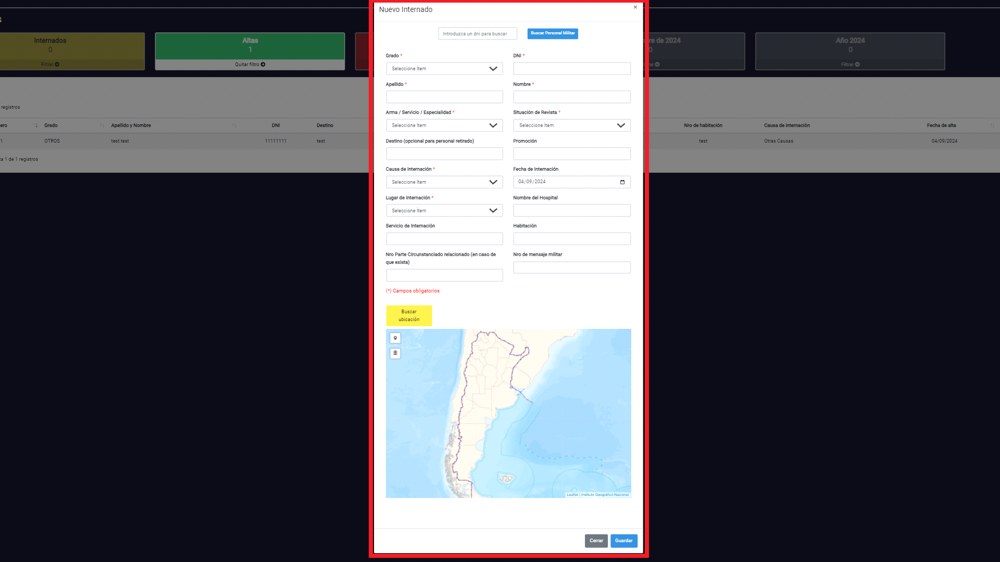 Nuevo Internado
×
s
Internados
0
Filtrar
Altas
1
Quitar filtro
re de 2024
0
Año 2024
0
Filtrar
registros
ero
Grado
Apellido y Nombre
DNI
Destino
Nro de habitación
Causa de internación
Fecha de alta
1
OTROS
test test
11111111
test
test
Otras Causas
04/09/2024
ta 1 de 1 registros
Introduzca un dni para buscar
Buscar Personal Militar
Grado *
DNI *
Seleccione Ítem
Apellido *
Nombre *
Arma / Servicio / Especialidad *
Situación de Revista *
Seleccione Ítem
Seleccione Ítem
Destino (opcional para personal retirado)
Promoción
Causa de Internación *
Fecha de Internación
Seleccione Ítem
04/09/2024
Lugar de Internación *
Nombre del Hospital
Seleccione Ítem
Servicio de Internación
Habitación
Nro Parte Circunstanciado relacionado (en caso de
que exista)
Nro de mensaje militar
(*) Campos obligatorios
Buscar
ubicación
Leaflet | Instituto Geográfico Nacional
Cerrar
Guardar